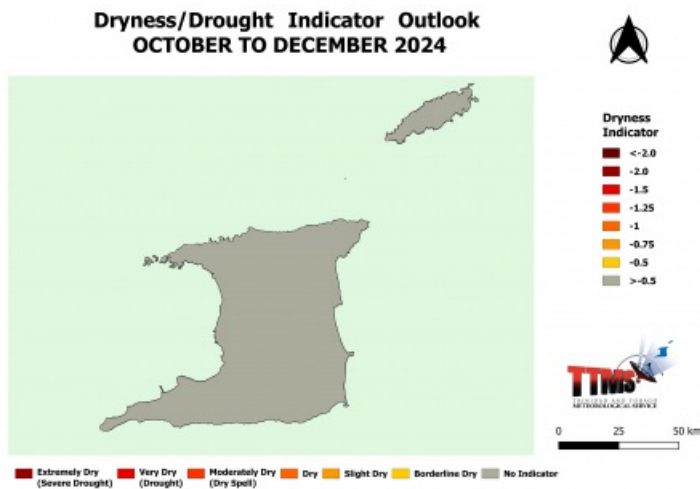 Dryness/Drought Indicator Outlook
OCTOBER TO DECEMBER 2024
Dryness
Indicator
<-2.0
-2.0
-1.5
-1.25
-1
-0.75
-0.5
>-0.5
TTMS
TRINIDAD AND TOBAGO
METEOROLOGICAL SERVICE
0 25 50 km
Extremely Dry
(Severe Drought)
Very Dry
(Drought)
Moderately Dry
(Dry Spell)
Dry
Slight Dry
Borderline Dry
No Indicator